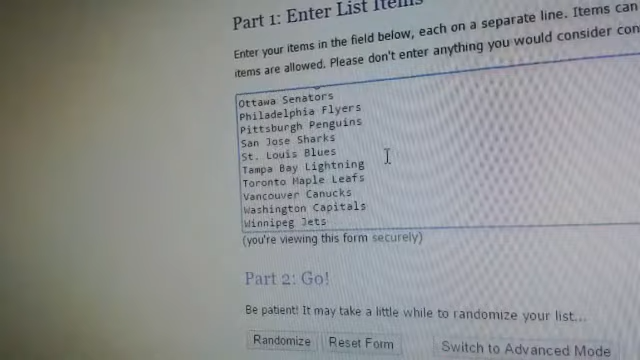 Part 1: Enter List Items
Enter your items in the field below, each on a separate line. Items can
items are allowed. Please don't enter anything you would consider con
Ottawa Senators
Philadelphia Flyers
Pittsburgh Penguins
San Jose Sharks
St. Louis Blues
Tampa Bay Lightning
Toronto Maple Leafs
Vancouver Canucks
Washington Capitals
Winnipeg Jets
(you're viewing this form securely)
Part 2: Go!
Be patient! It may take a little while to randomize your list...
Randomize Reset Form Switch to Advanced Mode